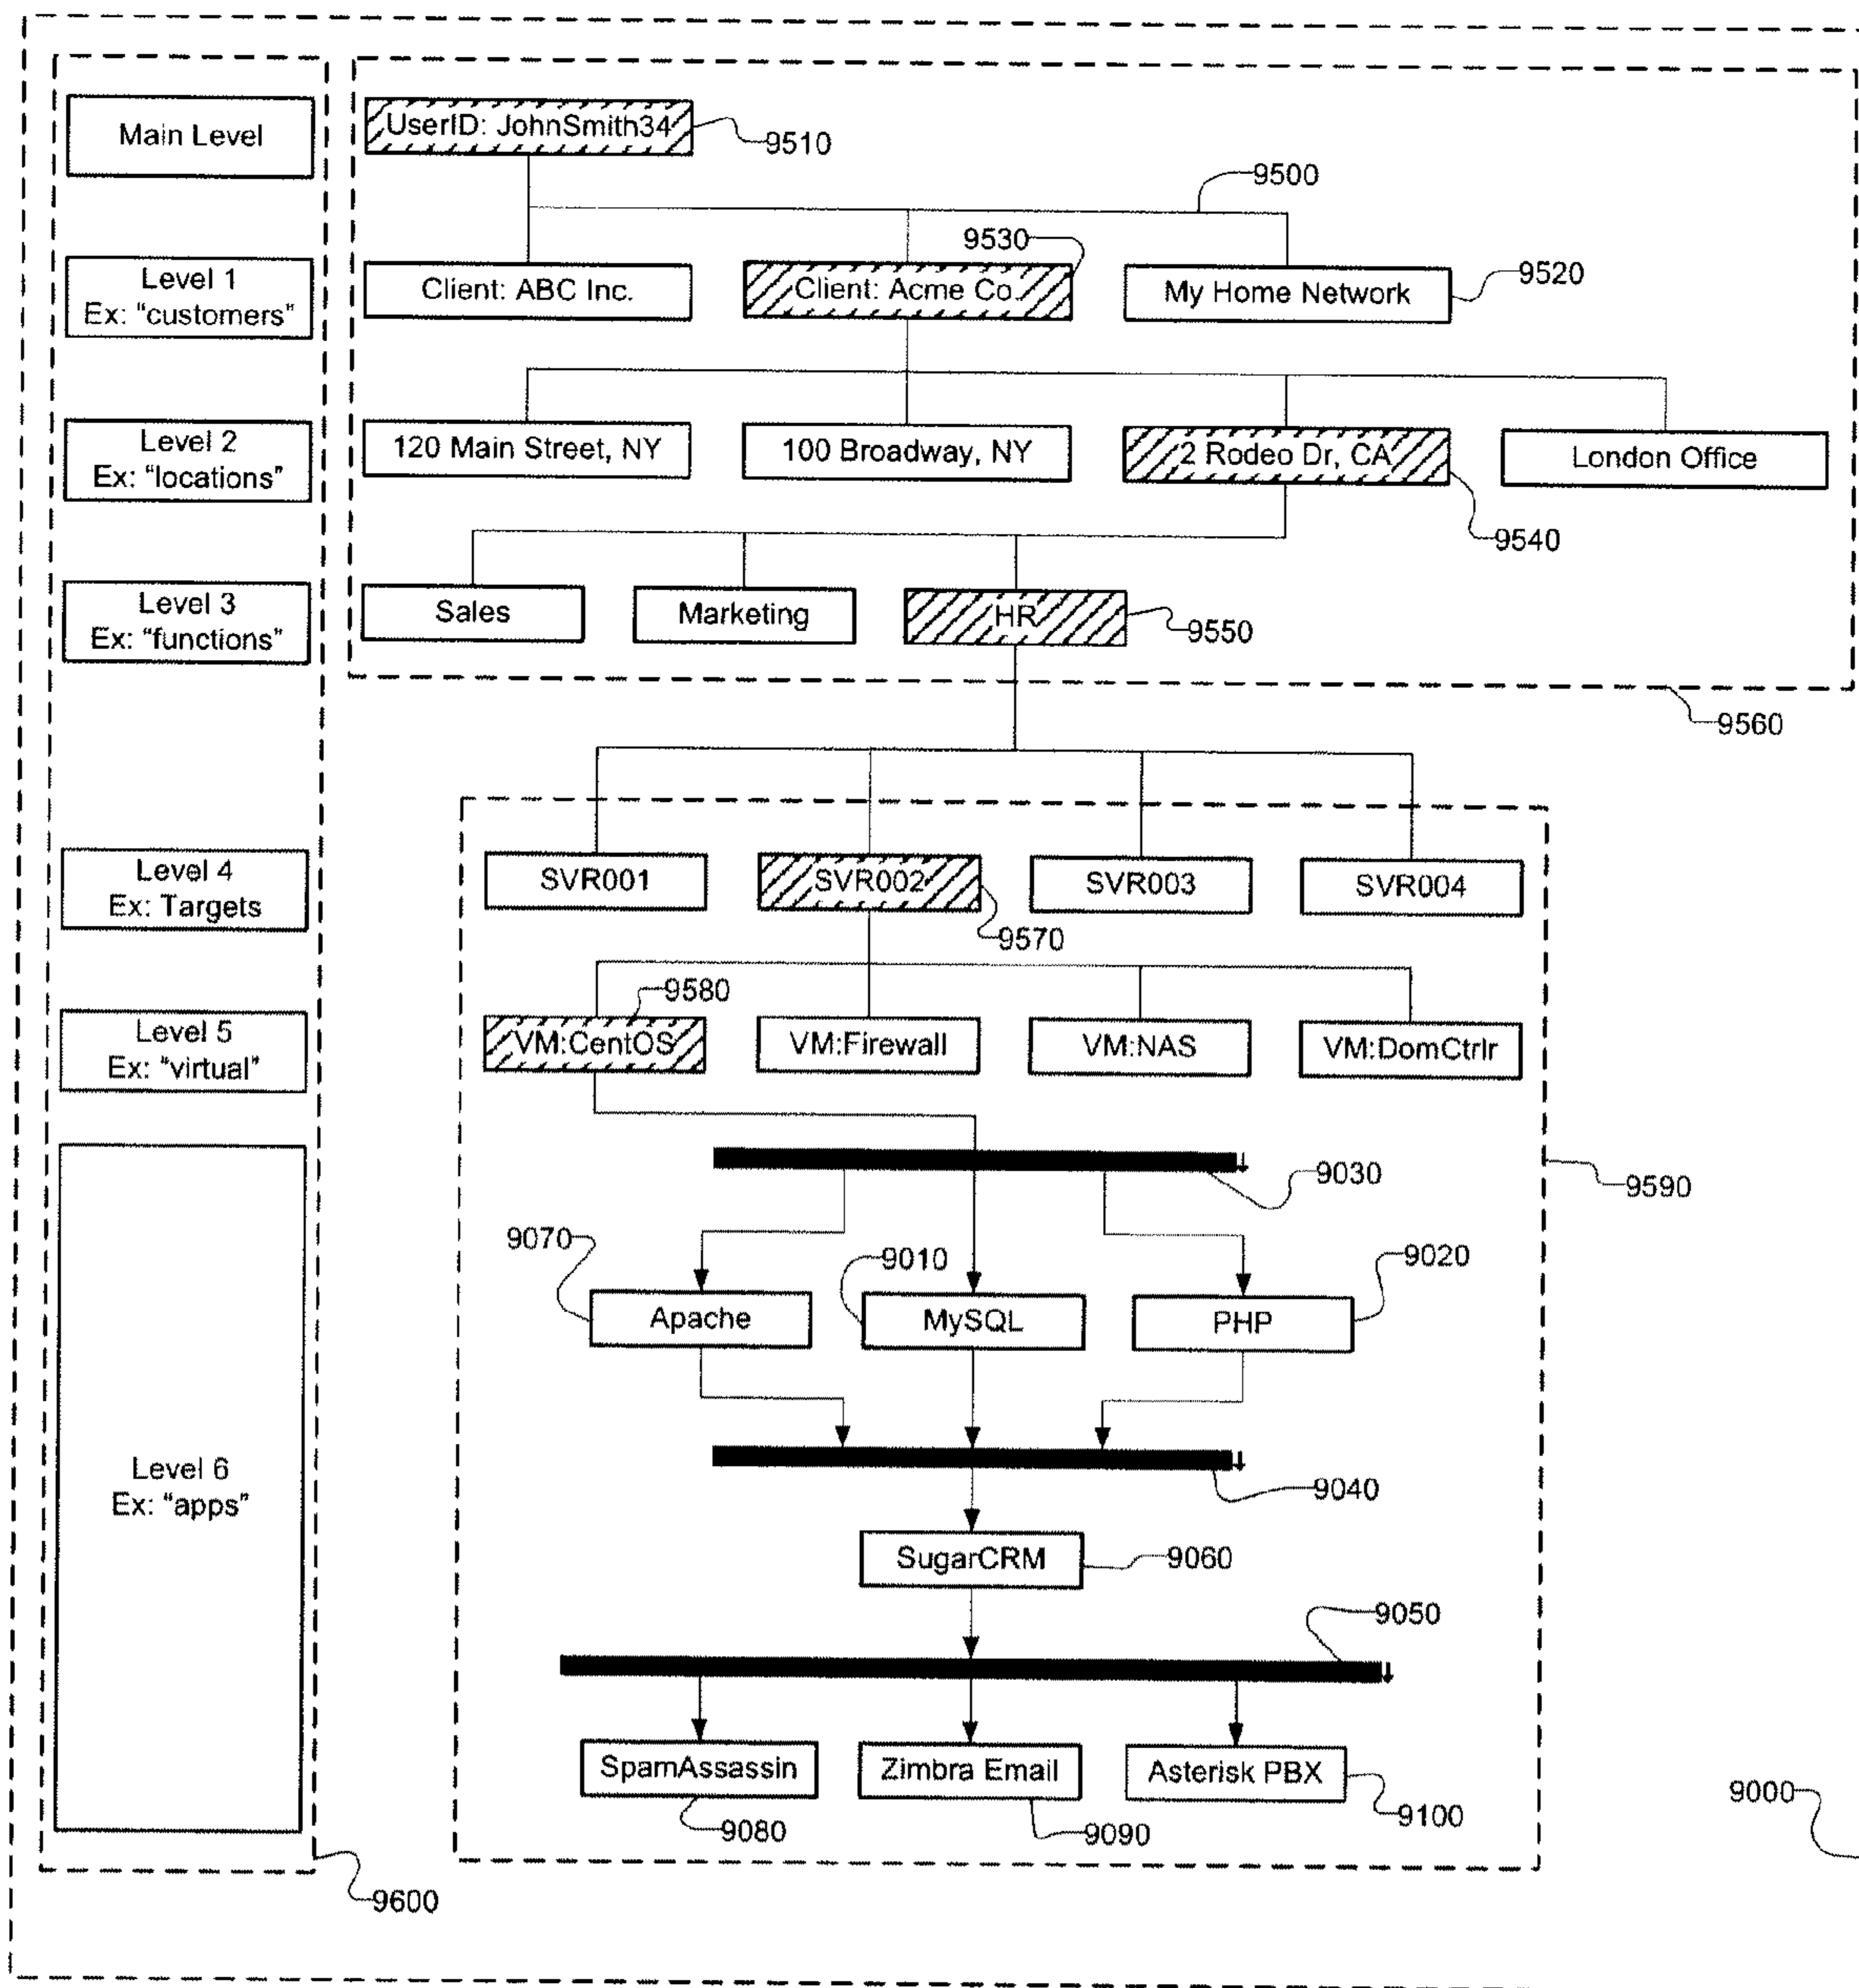 Main Level
UserID: JohnSmith34
9510
9500
9530
Level 1
Ex: "customers"
Client: ABC Inc.
Client: Acme Co.
My Home Network
9520
Level 2
Ex: "locations"
120 Main Street, NY
100 Broadway, NY
2 Rodeo Dr, CA
London Office
9540
Level 3
Ex: "functions"
Sales
Marketing
HR
9550
9560
Level 4
Ex: Targets
SVR001
SVR002
SVR003
SVR004
9570
9580
Level 5
Ex: "virtual"
VM:CentOS
VM:Firewall
VM:NAS
VM:DomCtrlr
9030
9590
9070
9010
9020
Apache
MySQL
PHP
Level 6
Ex: "apps"
9040
SugarCRM
9060
9050
SpamAssassin
Zimbra Email
Asterisk PBX
9080
9090
9100
9000
9600